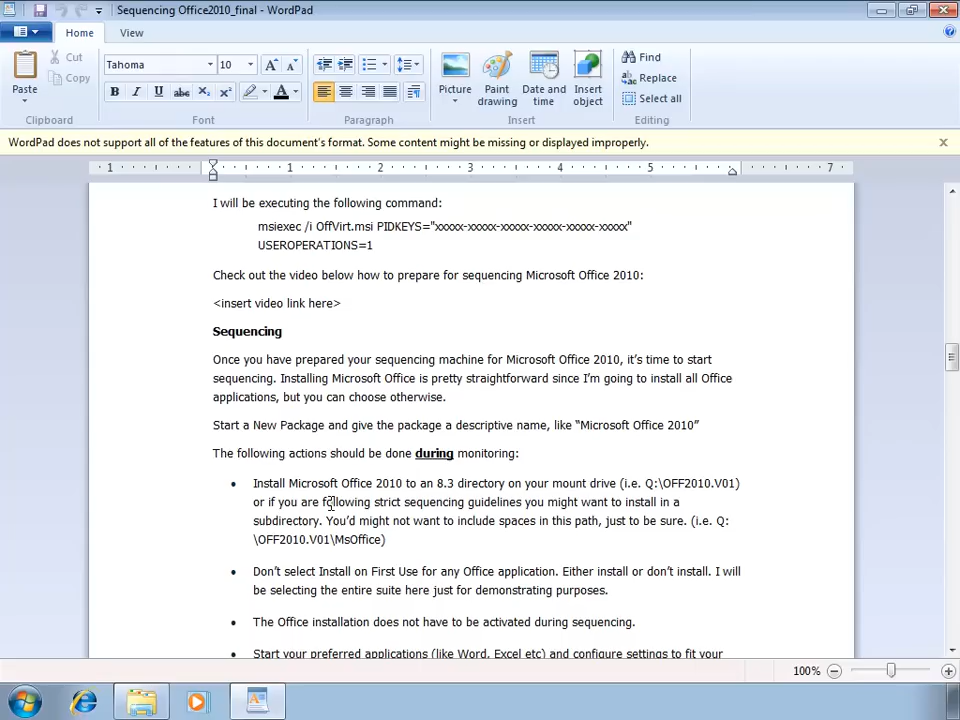 Sequencing Office2010_final - WordPad
Home
View
Paste
Cut
Copy
Clipboard
Tahoma
10
Font
Paragraph
Picture
Paint drawing
Date and time
Insert object
Insert
Find
Replace
Select all
Editing
WordPad does not support all of the features of this document's format. Some content might be missing or displayed improperly.
1 1 2 3 4 5 7
I will be executing the following command:
msiexec /i OffVirt.msi PIDKEYS="xxxxx-xxxxx-xxxxx-xxxxx-xxxxx-xxxxx"
USEROPERATIONS=1
Check out the video below how to prepare for sequencing Microsoft Office 2010:
<insert video link here>
Sequencing
Once you have prepared your sequencing machine for Microsoft Office 2010, it's time to start
sequencing. Installing Microsoft Office is pretty straightforward since I'm going to install all Office
applications, but you can choose otherwise.
Start a New Package and give the package a descriptive name, like “Microsoft Office 2010”
The following actions should be done during monitoring:
• Install Microsoft Office 2010 to an 8.3 directory on your mount drive (i.e. Q:\OFF2010.V01)
or if you are following strict sequencing guidelines you might want to install in a
subdirectory. You'd might not want to include spaces in this path, just to be sure. (i.e. Q:
\OFF2010.V01\MsOffice)
• Don't select Install on First Use for any Office application. Either install or don't install. I will
be selecting the entire suite here just for demonstrating purposes.
• The Office installation does not have to be activated during sequencing.
• Start your preferred applications (like Word, Excel etc) and configure settings to fit your
100%